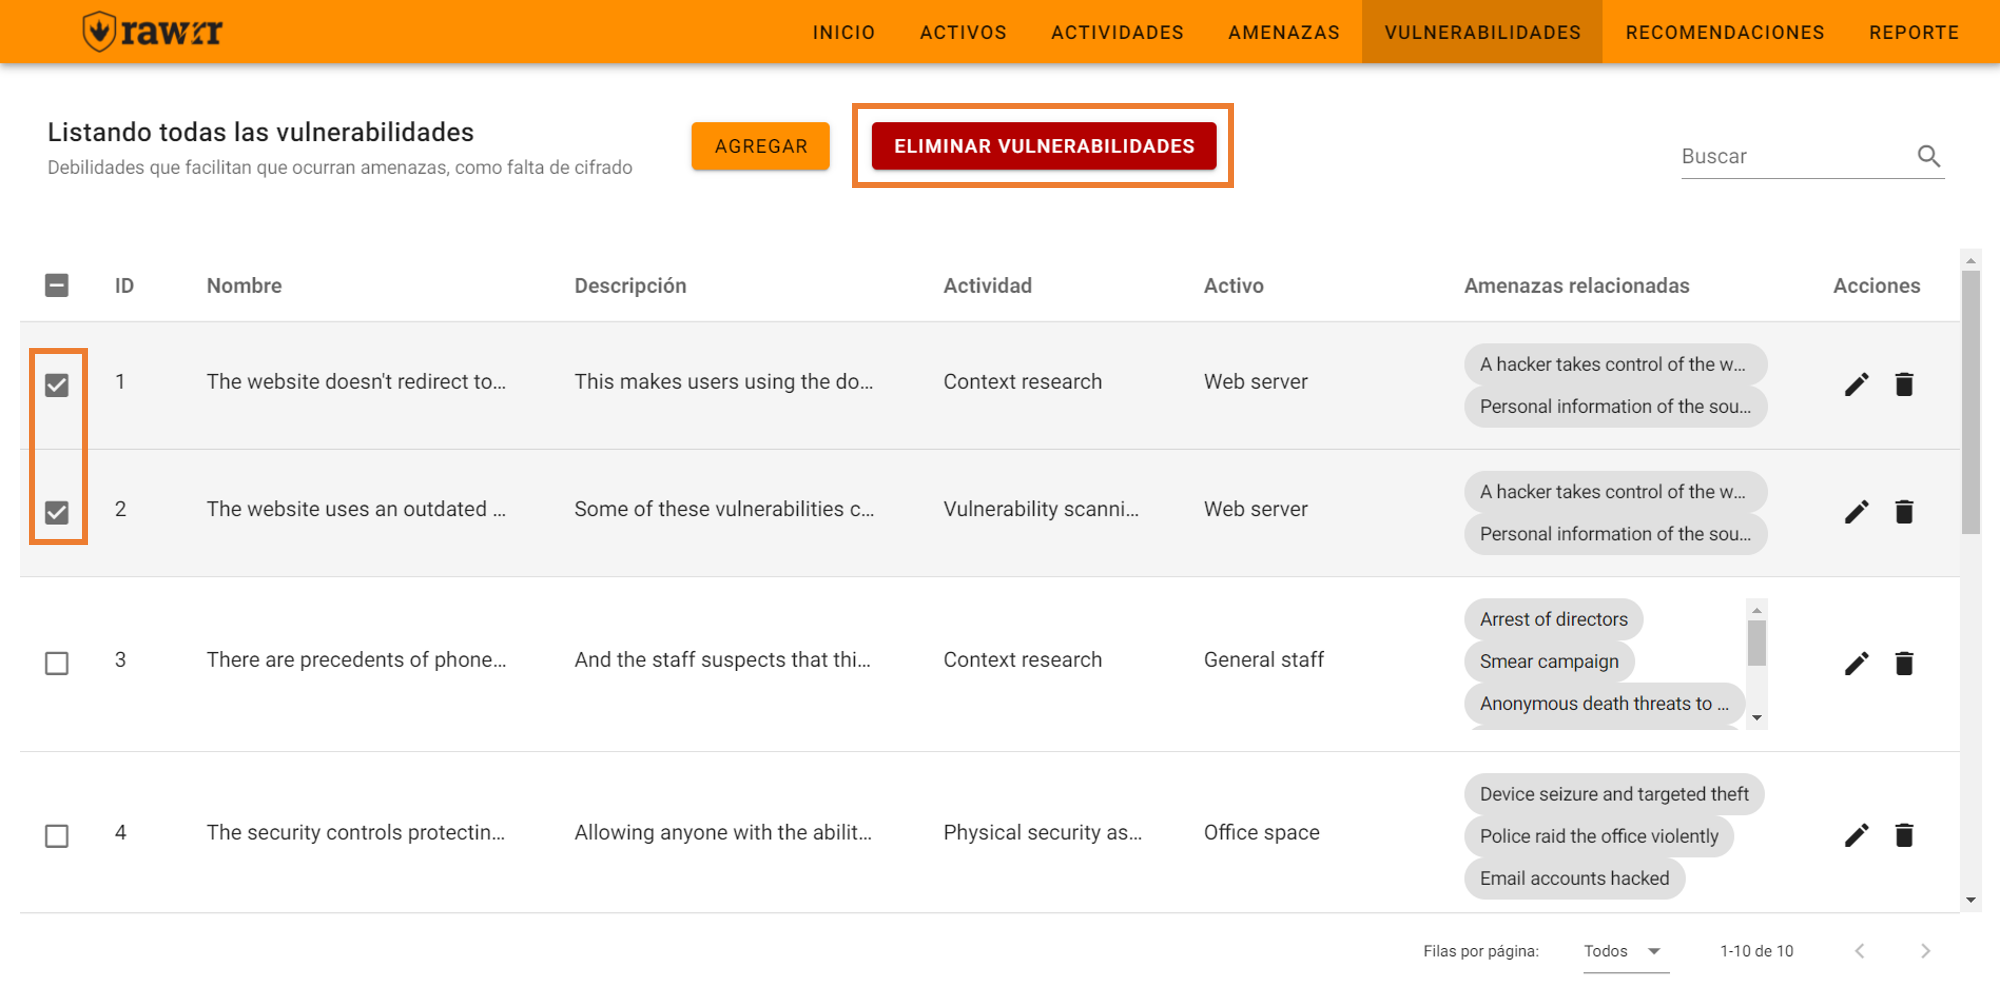 rawrr
INICIO ACTIVOS ACTIVIDADES AMENAZAS VULNERABILIDADES RECOMENDACIONES REPORTE
Listando todas las vulnerabilidades
Debilidades que facilitan que ocurran amenazas, como falta de cifrado
AGREGAR
ELIMINAR VULNERABILIDADES
Buscar
ID Nombre Descripción Actividad Activo Amenazas relacionadas Acciones
1 The website doesn't redirect to... This makes users using the do... Context research Web server
A hacker takes control of the w...
Personal information of the sou...
2 The website uses an outdated ... Some of these vulnerabilities c... Vulnerability scanni... Web server
A hacker takes control of the w...
Personal information of the sou...
3 There are precedents of phone... And the staff suspects that thi... Context research General staff
Arrest of directors
Smear campaign
Anonymous death threats to ...
4 The security controls protectin... Allowing anyone with the abilit... Physical security as... Office space
Device seizure and targeted theft
Police raid the office violently
Email accounts hacked
Filas por página: Todos 1-10 de 10